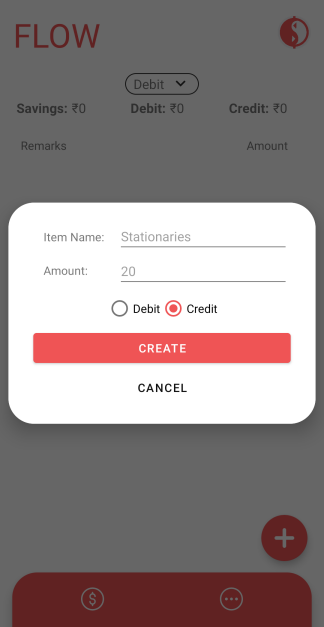 FLOW
Debit
Savings: ₹0 Debit: ₹0 Credit: ₹0
Remarks Amount
Item Name: Stationaries
Amount: 20
Debit Credit
CREATE
CANCEL